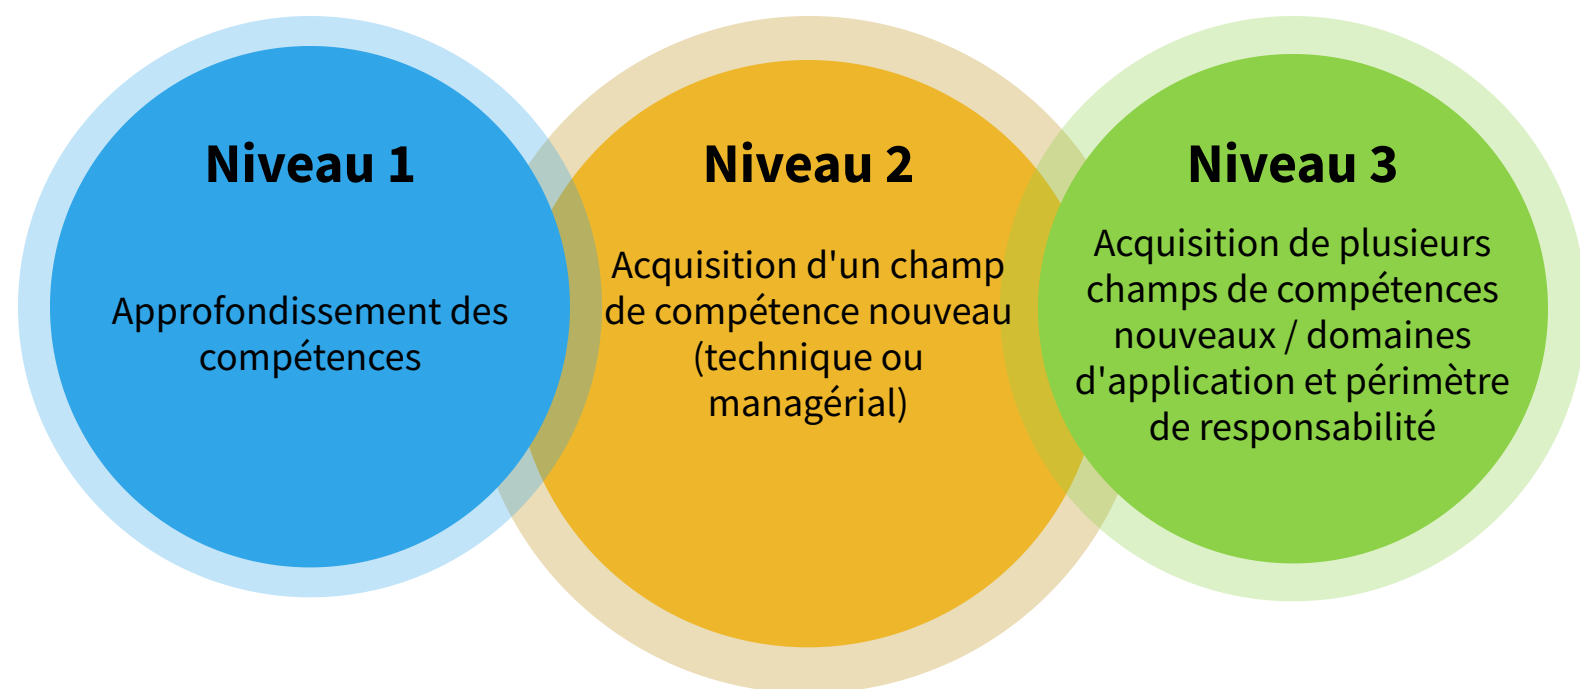 Niveau 1
Approfondissement des
compétences
Niveau 2
Acquisition d'un champ
de compétence nouveau
(technique ou
managérial)
Niveau 3
Acquisition de plusieurs
champs de compétences
nouveaux / domaines
d'application et périmètre
de responsabilité